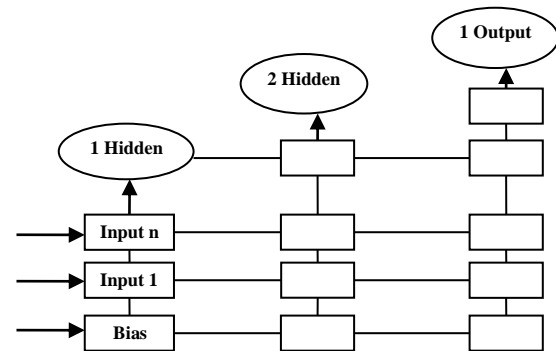 1 Output
2 Hidden
1 Hidden
Input n
Input 1
Bias